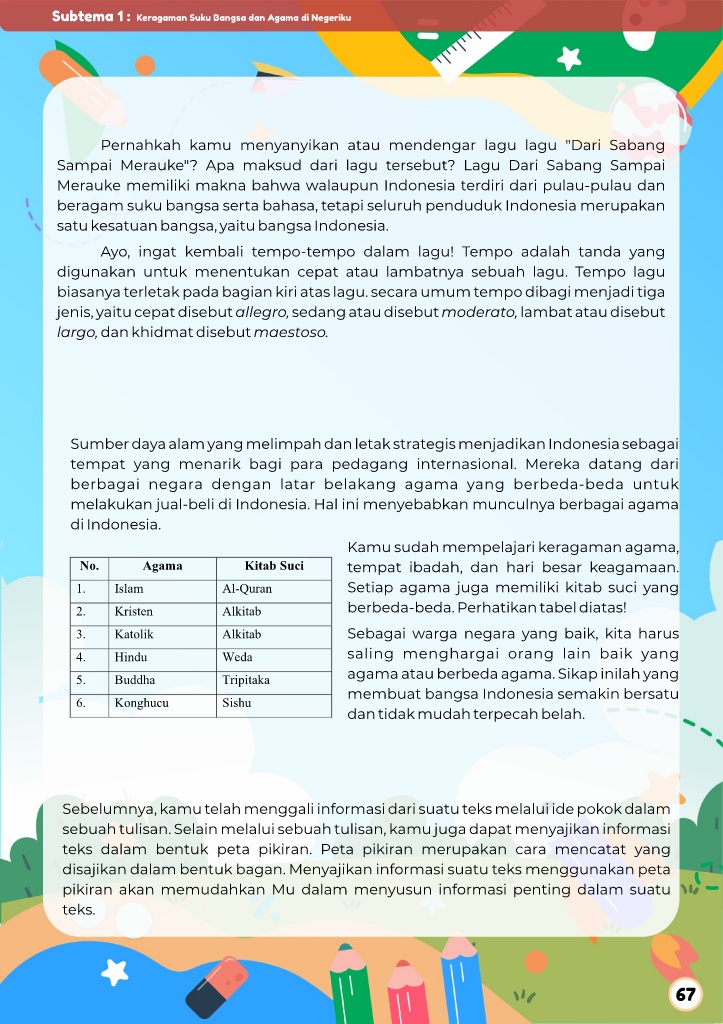 Subtema 1 : Keragaman Suku Bangsa dan Agama di Negeriku
Pernahkah kamu menyanyikan atau mendengar lagu lagu "Dari Sabang
Sampai Merauke"? Apa maksud dari lagu tersebut? Lagu Dari Sabang Sampai
Merauke memiliki makna bahwa walaupun Indonesia terdiri dari pulau-pulau dan
beragam suku bangsa serta bahasa, tetapi seluruh penduduk Indonesia merupakan
satu kesatuan bangsa, yaitu bangsa Indonesia.
Ayo, ingat kembali tempo-tempo dalam lagu! Tempo adalah tanda yang
digunakan untuk menentukan cepat atau lambatnya sebuah lagu. Tempo lagu
biasanya terletak pada bagian kiri atas lagu. secara umum tempo dibagi menjadi tiga
jenis, yaitu cepat disebut allegro, sedang atau disebut moderato, lambat atau disebut
largo, dan khidmat disebut maestoso.
Sumber daya alam yang melimpah dan letak strategis menjadikan Indonesia sebagai
tempat yang menarik bagi para pedagang internasional. Mereka datang dari
berbagai negara dengan latar belakang agama yang berbeda-beda untuk
melakukan jual-beli di Indonesia. Hal ini menyebabkan munculnya berbagai agama
di Indonesia.
No. Agama Kitab Suci
1. Islam Al-Quran
2. Kristen Alkitab
3. Katolik Alkitab
4. Hindu Weda
5. Buddha Tripitaka
6. Konghucu Sishu
Kamu sudah mempelajari keragaman agama,
tempat ibadah, dan hari besar keagamaan.
Setiap agama juga memiliki kitab suci yang
berbeda-beda. Perhatikan tabel diatas!
Sebagai warga negara yang baik, kita harus
saling menghargai orang lain baik yang
agama atau berbeda agama. Sikap inilah yang
membuat bangsa Indonesia semakin bersatu
dan tidak mudah terpecah belah.
Sebelumnya, kamu telah menggali informasi dari suatu teks melalui ide pokok dalam
sebuah tulisan. Selain melalui sebuah tulisan, kamu juga dapat menyajikan informasi
teks dalam bentuk peta pikiran. Peta pikiran merupakan cara mencatat yang
disajikan dalam bentuk bagan. Menyajikan informasi suatu teks menggunakan peta
pikiran akan memudahkan Mu dalam menyusun informasi penting dalam suatu
teks.
67